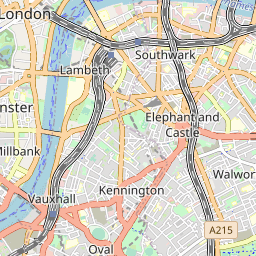 London
Southwark
Lambeth
Elephant and
Castle
nster
Millbank
Walwor
Kennington
Vauxhall
A215
Oval